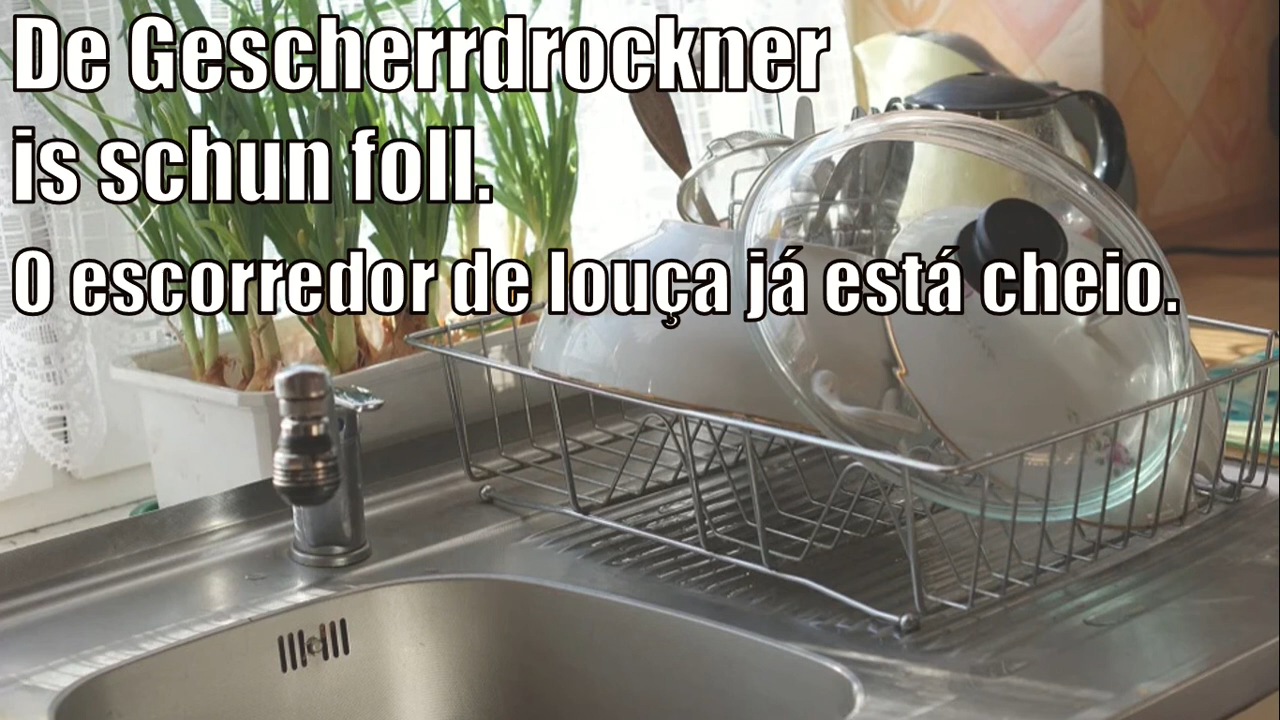 De Gescherrdrockner
is schun foll.
O escorredor de louça já está cheio.